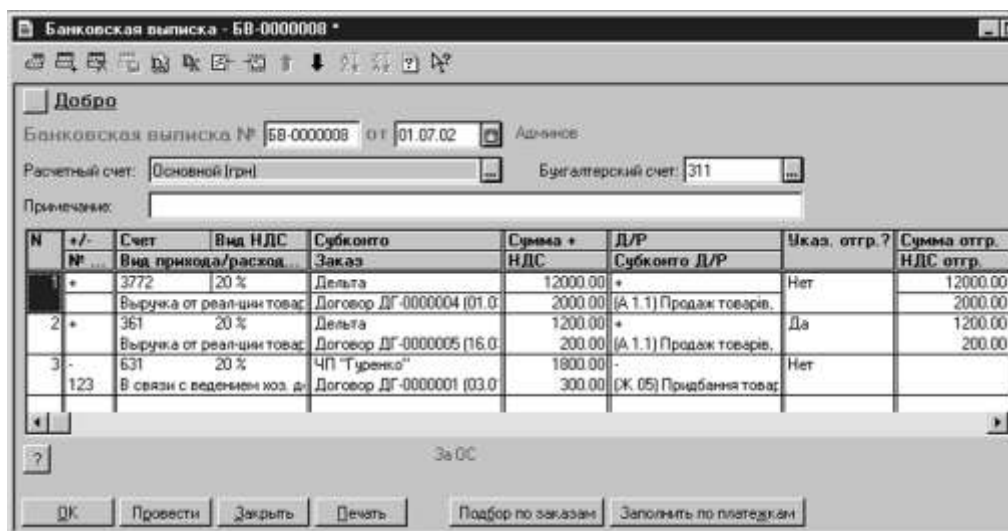 Банковская выписка - БВ-0000008 *
Добро
Банковская выписка № БВ-0000008 от 01.07.02 Админов
Расчетный счет: Основной (грн) ... Бухгалтерский счет: 311 ...
Примечание:
N +/- Счет Вид НДС Субконто Сумма + Д/Р Указ. отгр.? Сумма отгр.
№ ... Вид прихода/расход... Заказ НДС Субконто Д/Р НДС отгр.
1 + 3772 20 % Дельта 12000.00 + Нет 12000.00
Выручка от реал-ции товар Договор ДГ-0000004 (01.0 2000.00 (А 1.1) Продаж товарів, 2000.00
2 + 361 20 % Дельта 1200.00 + Да 1200.00
Выручка от реал-ции товар Договор ДГ-0000005 (16.0 200.00 (А 1.1) Продаж товарів, 200.00
3 - 631 20 % ЧП "Гуренко" 1800.00 - Нет
123 В связи с ведением хоз. д Договор ДГ-0000001 (03.0 300.00 (Ж 05) Придбання товар
? За ОС
OK Провести Закрыть Печать Подбор по заказам Заполнить по платежкам